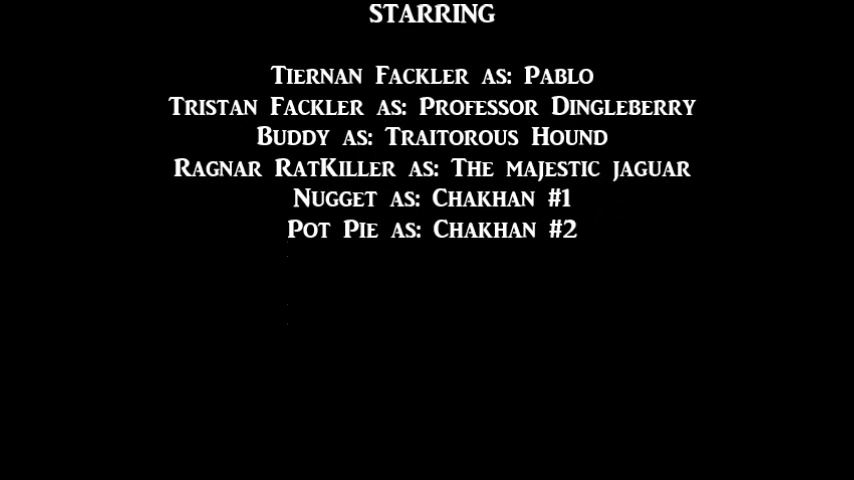 STARRING
Tiernan Fackler as: Pablo
Tristan Fackler as: Professor Dingleberry
Buddy as: Traitorous Hound
Ragnar RatKiller as: The majestic jaguar
Nugget as: Chakhan #1
Pot Pie as: Chakhan #2